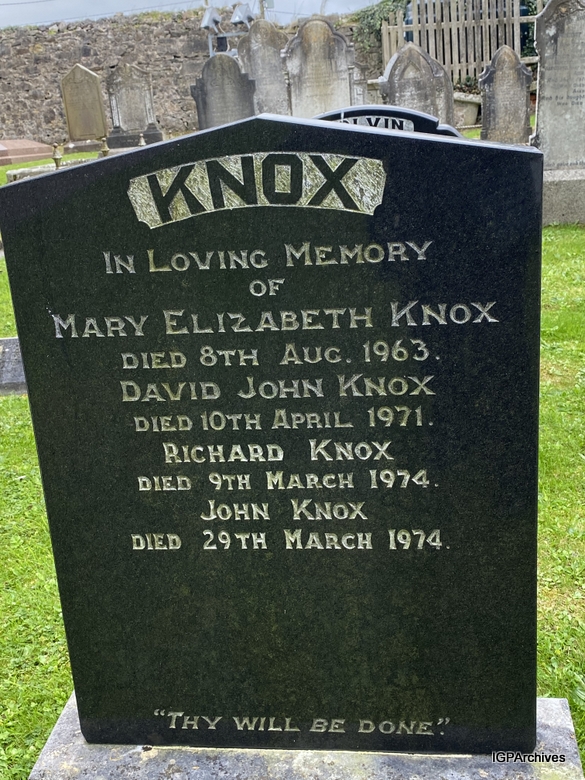 KNOX
IN LOVING MEMORY
OF
MARY ELIZABETH KNOX
DIED 8TH AUG. 1963.
DAVID JOHN KNOX
DIED 10TH APRIL 1971.
RICHARD KNOX
DIED 9TH MARCH 1974.
JOHN KNOX
DIED 29TH MARCH 1974.
"THY WILL BE DONE."
IGPArchives